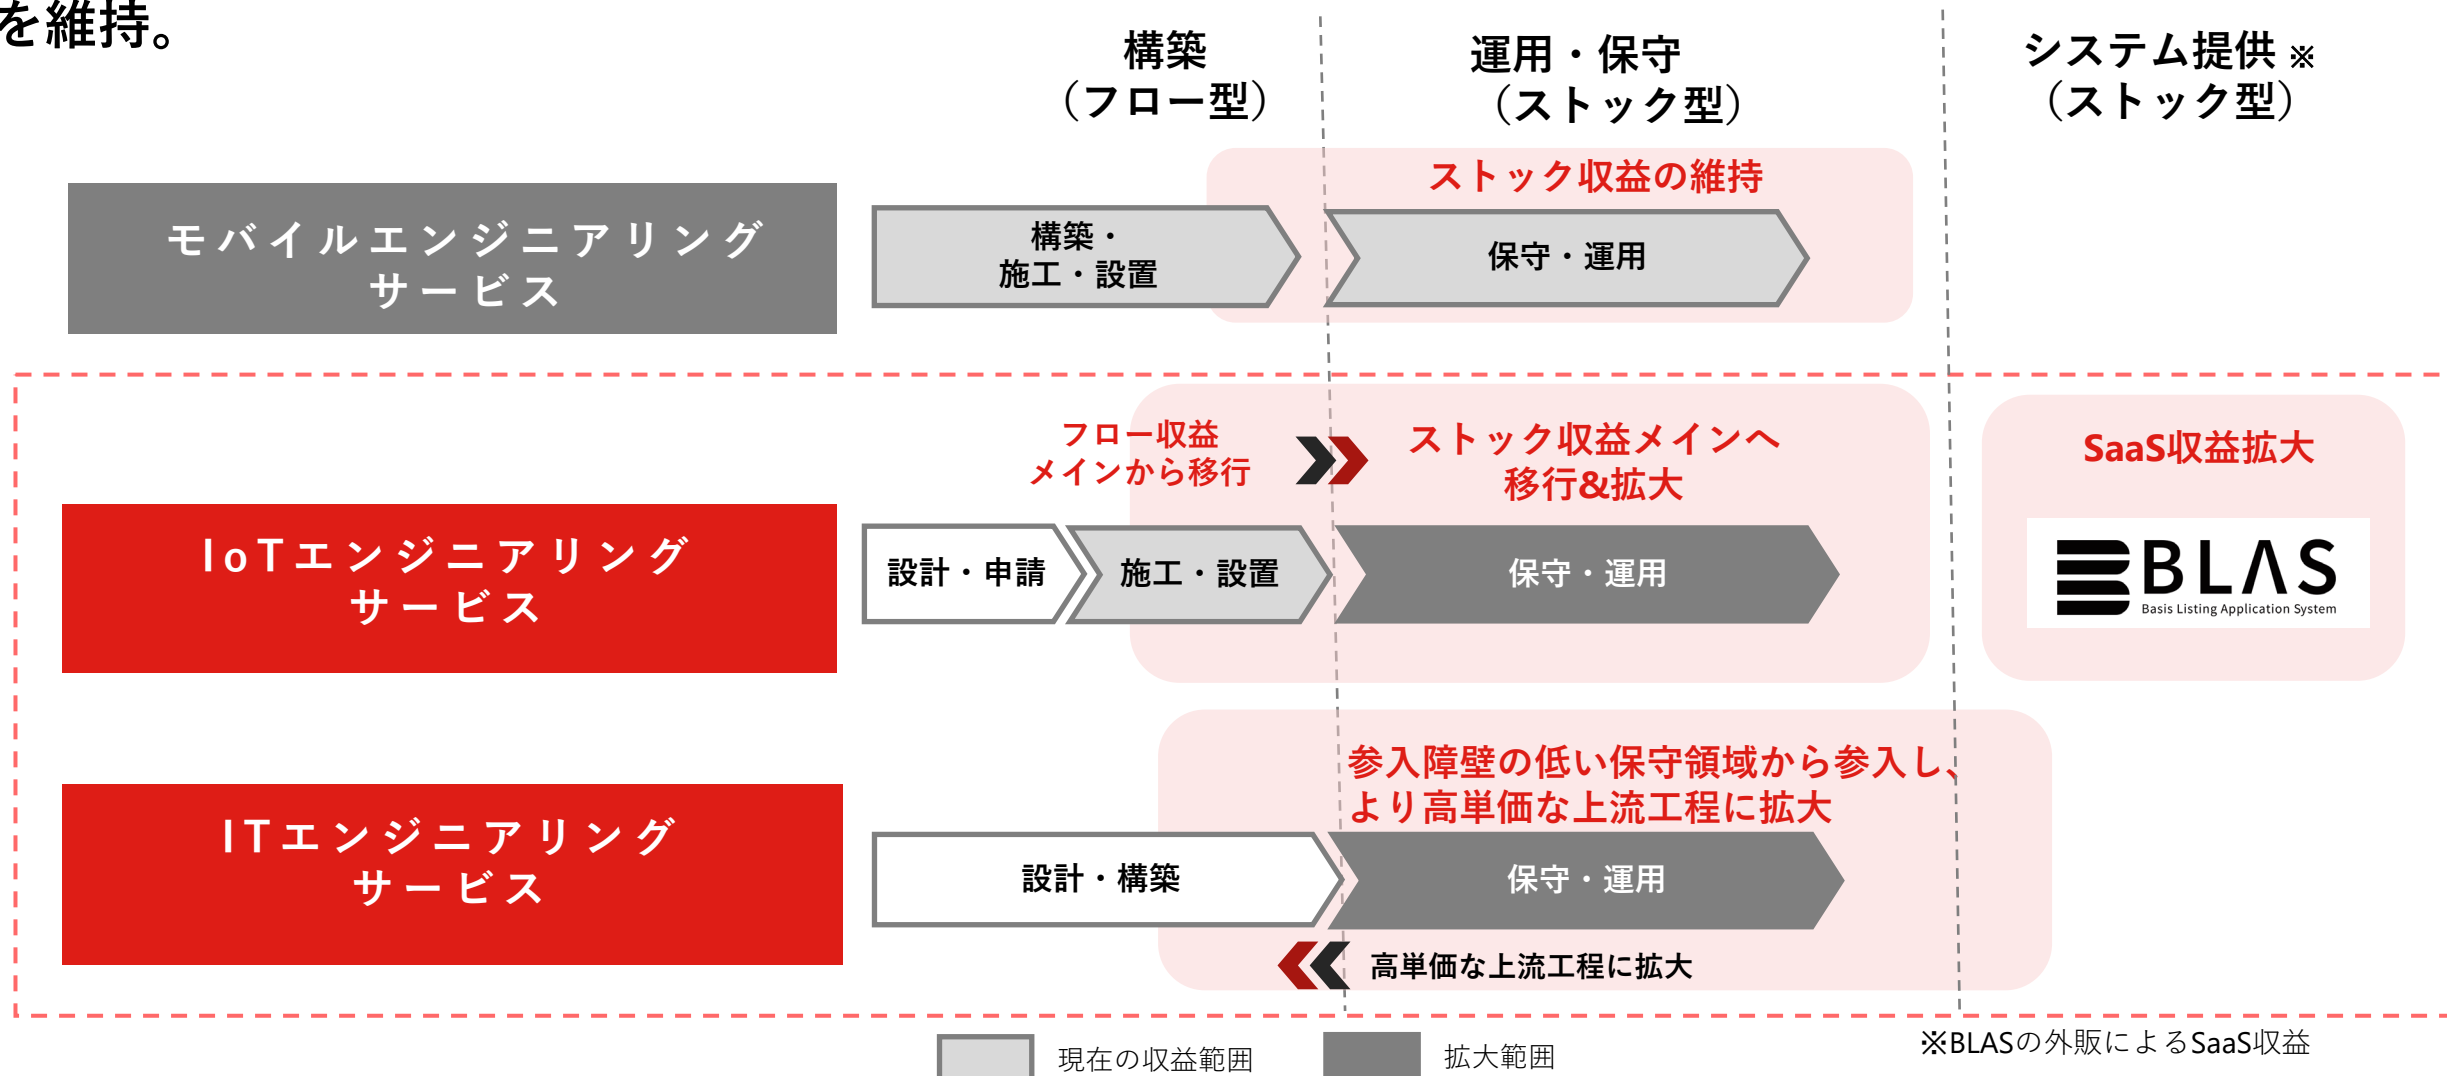 を維持。
構築
（フロー型）
運用・保守
（ストック型）
システム提供 ※
（ストック型）
モバイルエンジニアリング
サービス
構築・
施工・設置
ストック収益の維持
保守・運用
IoTエンジニアリング
サービス
フロー収益
メインから移行
ストック収益メインへ
移行&拡大
設計・申請
施工・設置
保守・運用
SaaS収益拡大
BLAS
Basis Listing Application System
ITエンジニアリング
サービス
参入障壁の低い保守領域から参入し、
より高単価な上流工程に拡大
設計・構築
保守・運用
高単価な上流工程に拡大
現在の収益範囲
拡大範囲
※BLASの外販によるSaaS収益